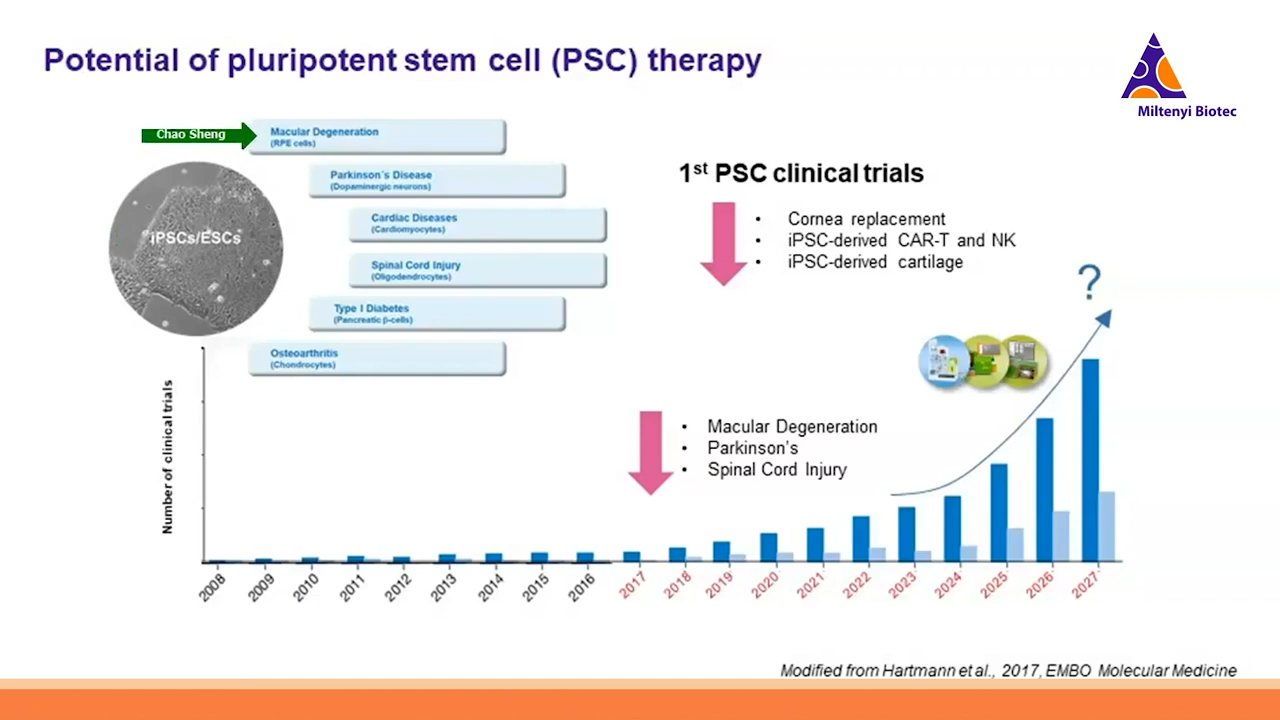 Potential of pluripotent stem cell (PSC) therapy
Miltenyi Biotec
Chao Sheng
Macular Degeneration
(RPE cells)
Parkinson´s Disease
(Dopaminergic neurons)
Cardiac Diseases
(Cardiomyocytes)
iPSCs/ESCs
Spinal Cord Injury
(Oligodendrocytes)
Type I Diabetes
(Pancreatic β-cells)
Osteoarthritis
(Chondrocytes)
1st PSC clinical trials
• Cornea replacement
• iPSC-derived CAR-T and NK
• iPSC-derived cartilage
?
• Macular Degeneration
• Parkinson's
• Spinal Cord Injury
Number of clinical trials
2008 2009 2010 2011 2012 2013 2014 2015 2016 2017 2018 2019 2020 2021 2022 2023 2024 2025 2026 2027
Modified from Hartmann et al., 2017, EMBO Molecular Medicine